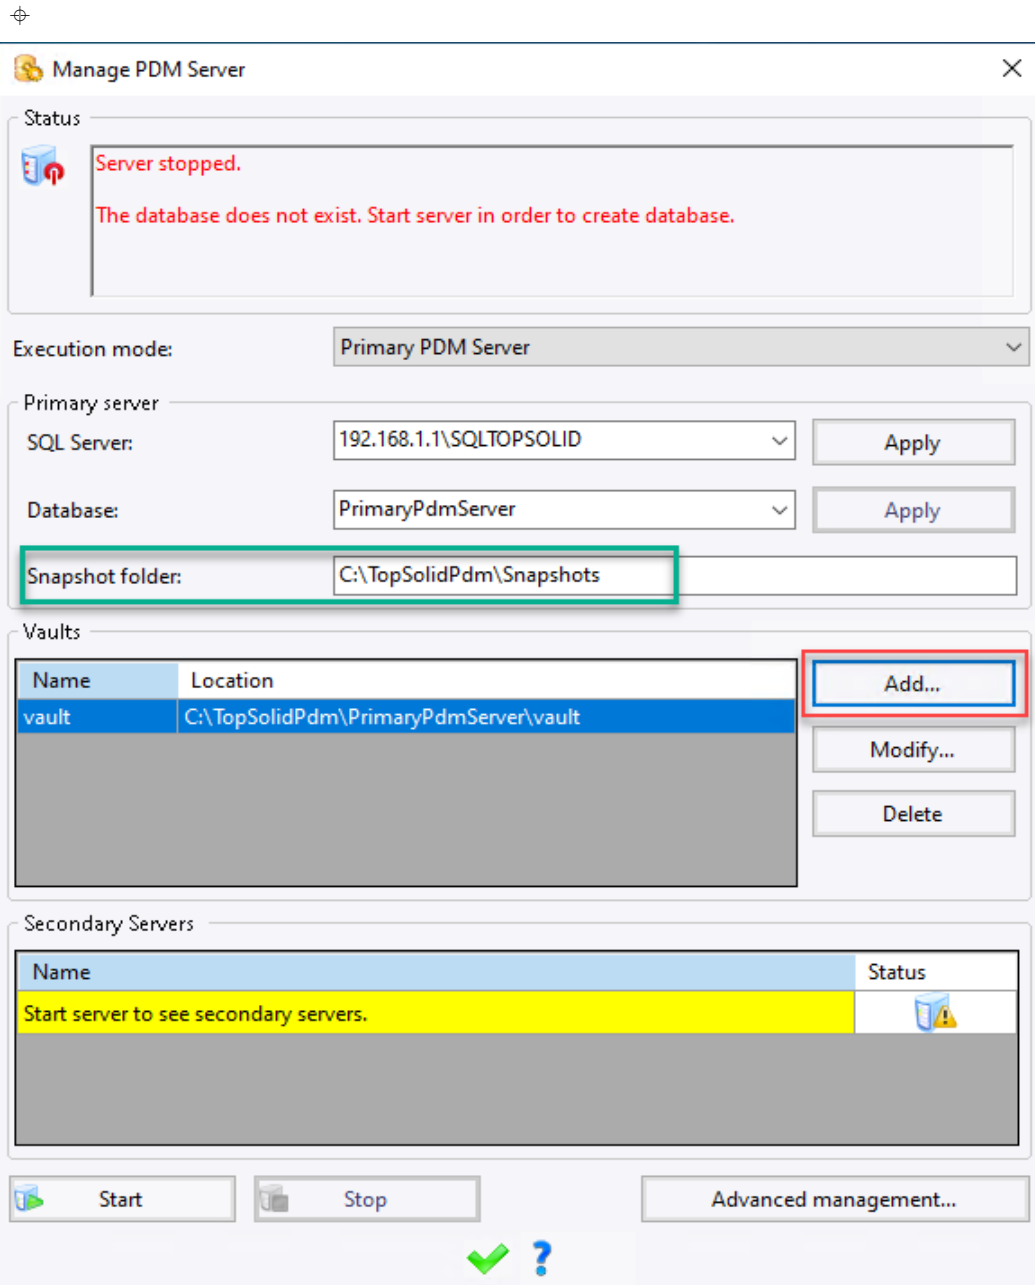 Manage PDM Server
Status
Server stopped.
The database does not exist. Start server in order to create database.
Execution mode: Primary PDM Server
Primary server
SQL Server: 192.168.1.1\SQLTOPSOLID Apply
Database: PrimaryPdmServer Apply
Snapshot folder: C:\TopSolidPdm\Snapshots
Vaults
Name Location Add...
vault C:\TopSolidPdm\PrimaryPdmServer\vault
Modify...
Delete
Secondary Servers
Name Status
Start server to see secondary servers.
Start Stop Advanced management...